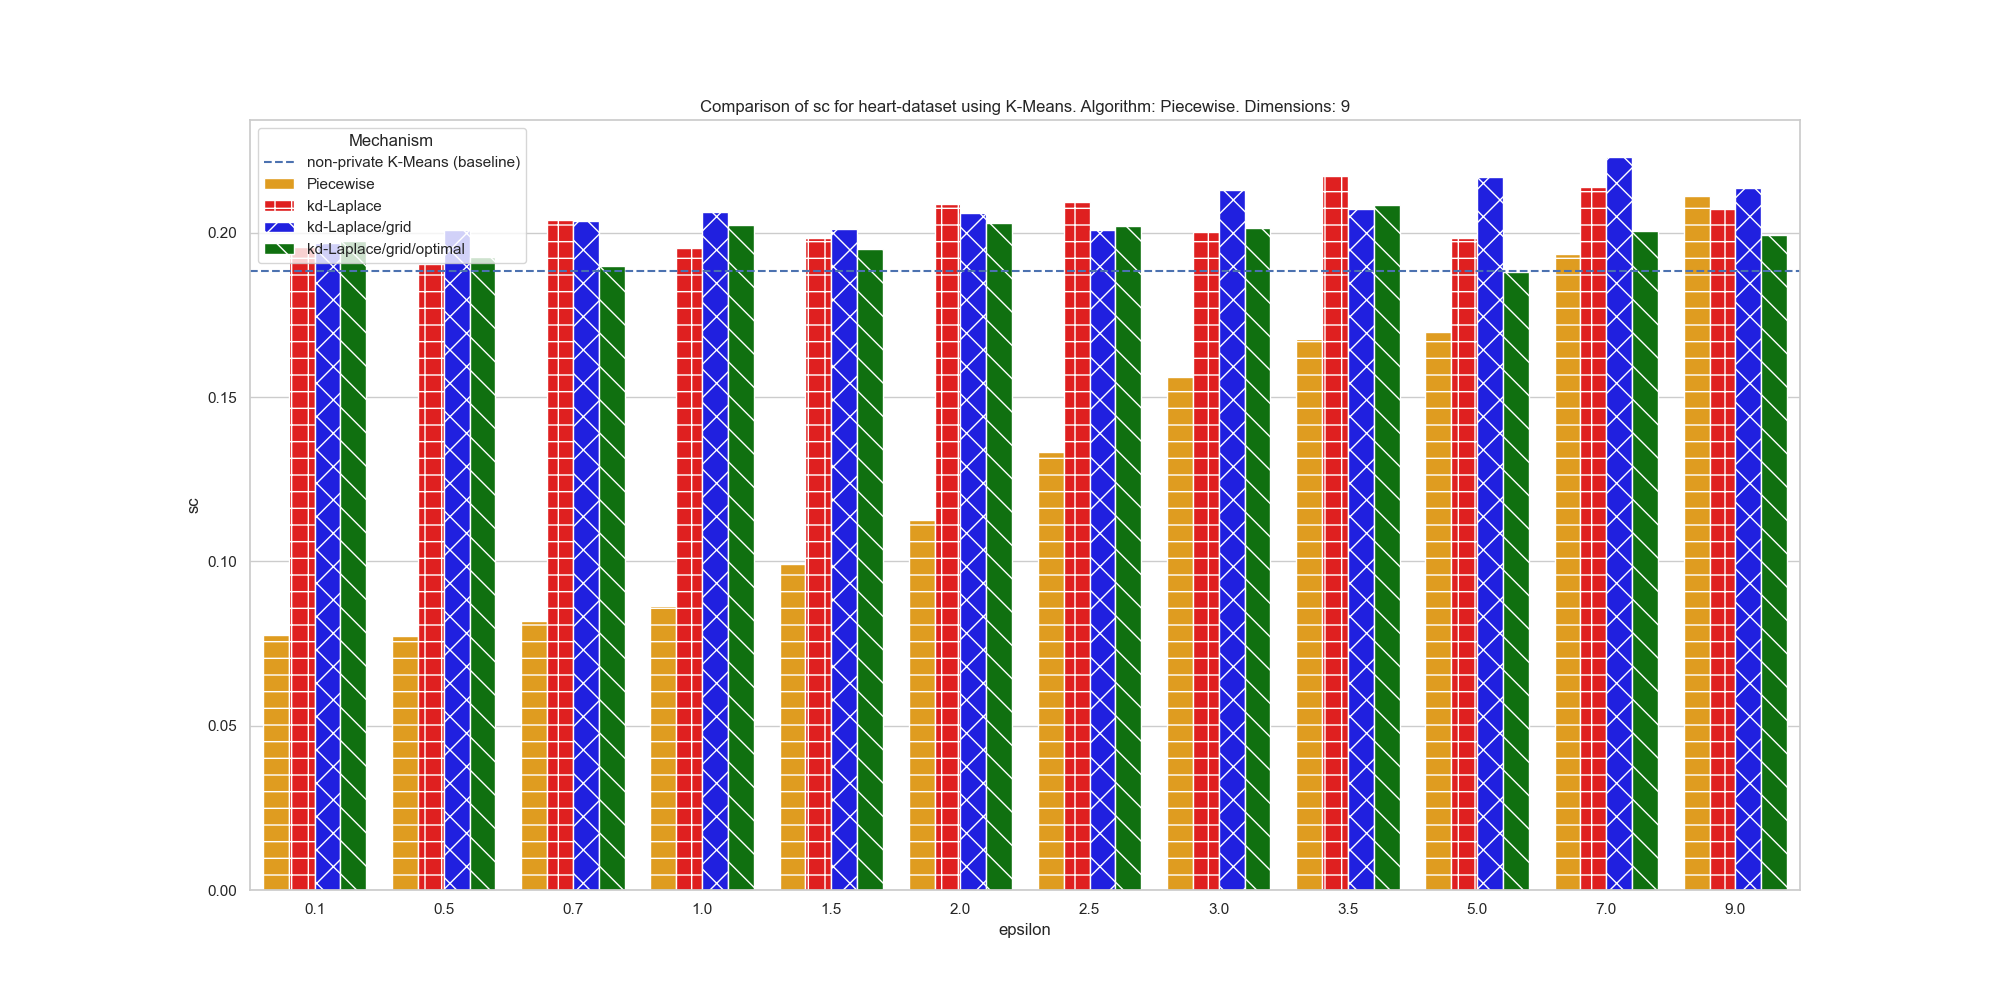 Comparison of sc for heart-dataset using K-Means. Algorithm: Piecewise. Dimensions: 9
Mechanism
non-private K-Means (baseline)
Piecewise
kd-Laplace
kd-Laplace/grid
kd-Laplace/grid/optimal
sc
0.20
0.15
0.10
0.05
0.00
0.1 0.5 0.7 1.0 1.5 2.0 2.5 3.0 3.5 5.0 7.0 9.0
epsilon